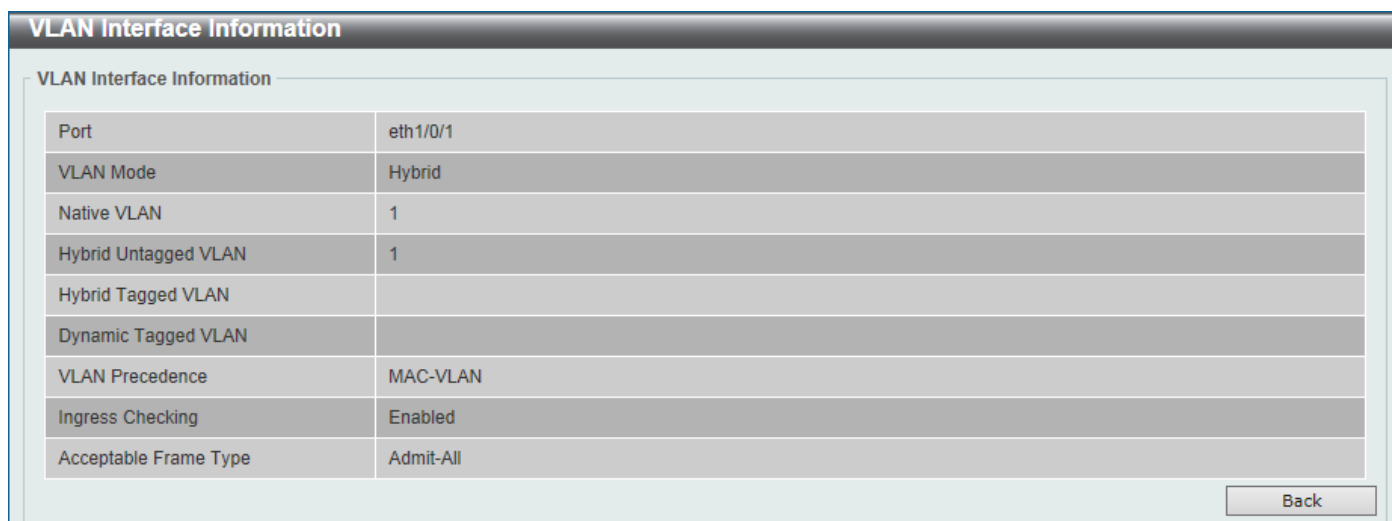 VLAN Interface Information
VLAN Interface Information
Port eth1/0/1
VLAN Mode Hybrid
Native VLAN 1
Hybrid Untagged VLAN 1
Hybrid Tagged VLAN
Dynamic Tagged VLAN
VLAN Precedence MAC-VLAN
Ingress Checking Enabled
Acceptable Frame Type Admit-All
Back